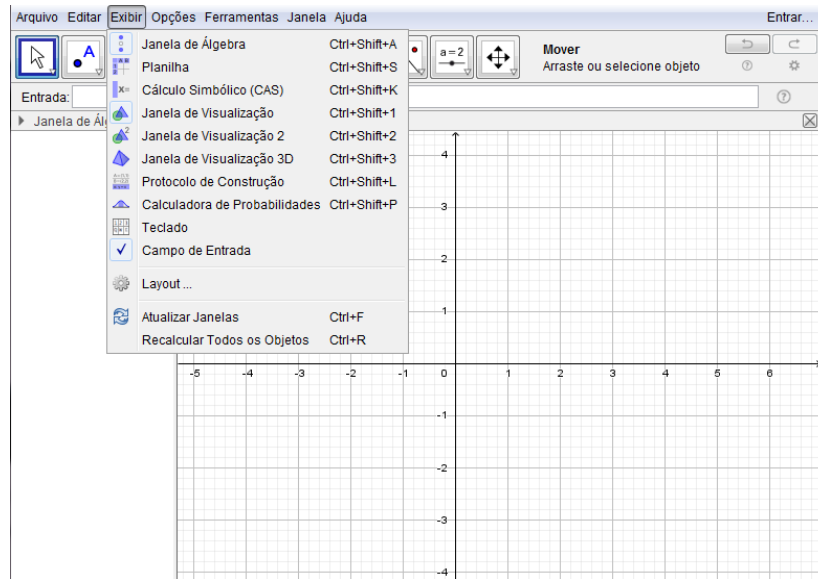 Arquivo Editar Exibir Opções Ferramentas Janela Ajuda Entrar...
A
a=2
Mover
Arraste ou selecione objeto
Entrada:
Janela de Ál
Janela de Álgebra Ctrl+Shift+A
Planilha Ctrl+Shift+S
Cálculo Simbólico (CAS) Ctrl+Shift+K
Janela de Visualização Ctrl+Shift+1
Janela de Visualização 2 Ctrl+Shift+2
Janela de Visualização 3D Ctrl+Shift+3
Protocolo de Construção Ctrl+Shift+L
Calculadora de Probabilidades Ctrl+Shift+P
Teclado
Campo de Entrada
Layout ...
Atualizar Janelas Ctrl+F
Recalcular Todos os Objetos Ctrl+R
4
3
2
1
-5 -4 -3 -2 -1 0 1 2 3 4 5 6
-1
-2
-3
-4